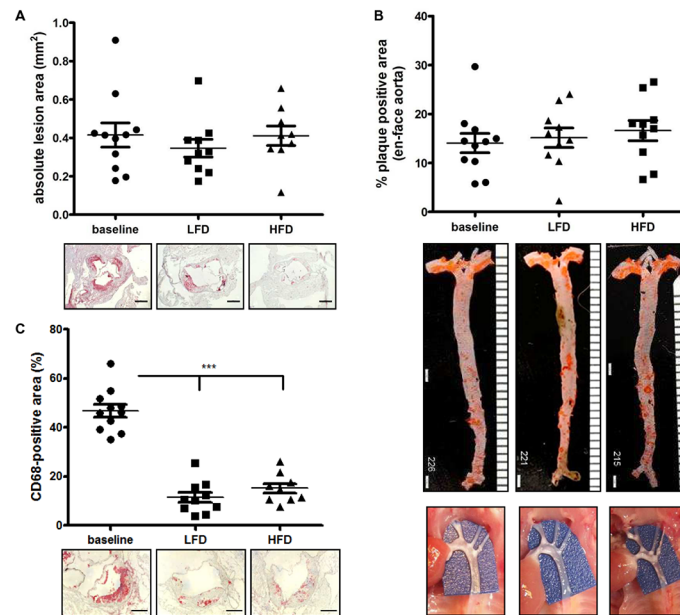 A
absolute lesion area (mm²)
1.0
0.8
0.6
0.4
0.2
0.0
baseline LFD HFD
B
% plaque positive area
(en-face aorta)
40
30
20
10
0
baseline LFD HFD
226
221
215
C
CD68-positive area (%)
80
60
40
20
0
***
baseline LFD HFD